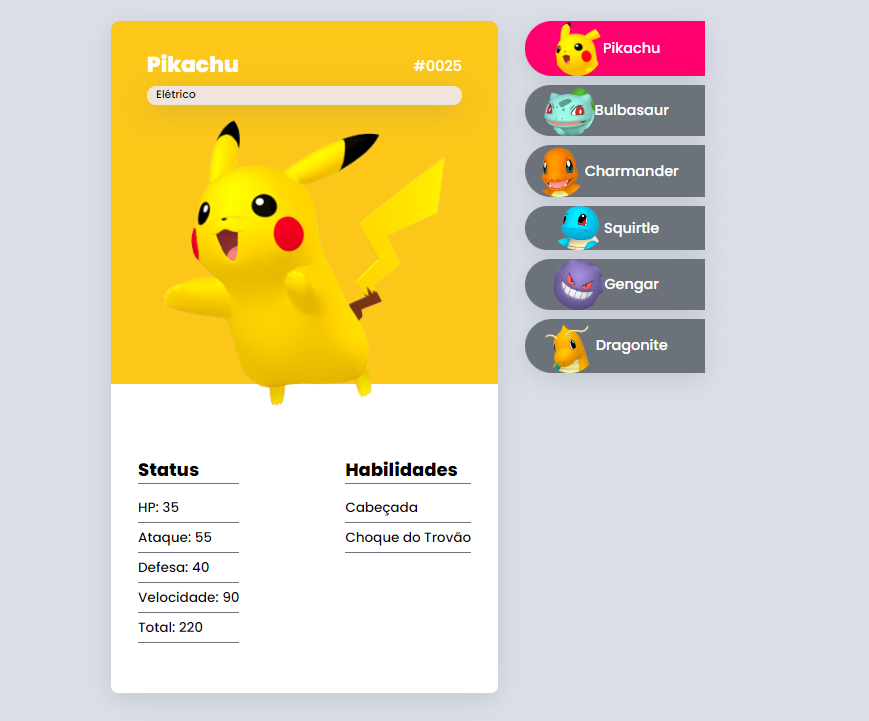 Pikachu
#0025
Elétrico
Status
HP: 35
Ataque: 55
Defesa: 40
Velocidade: 90
Total: 220
Habilidades
Cabeçada
Choque do Trovão
Pikachu
Bulbasaur
Charmander
Squirtle
Gengar
Dragonite